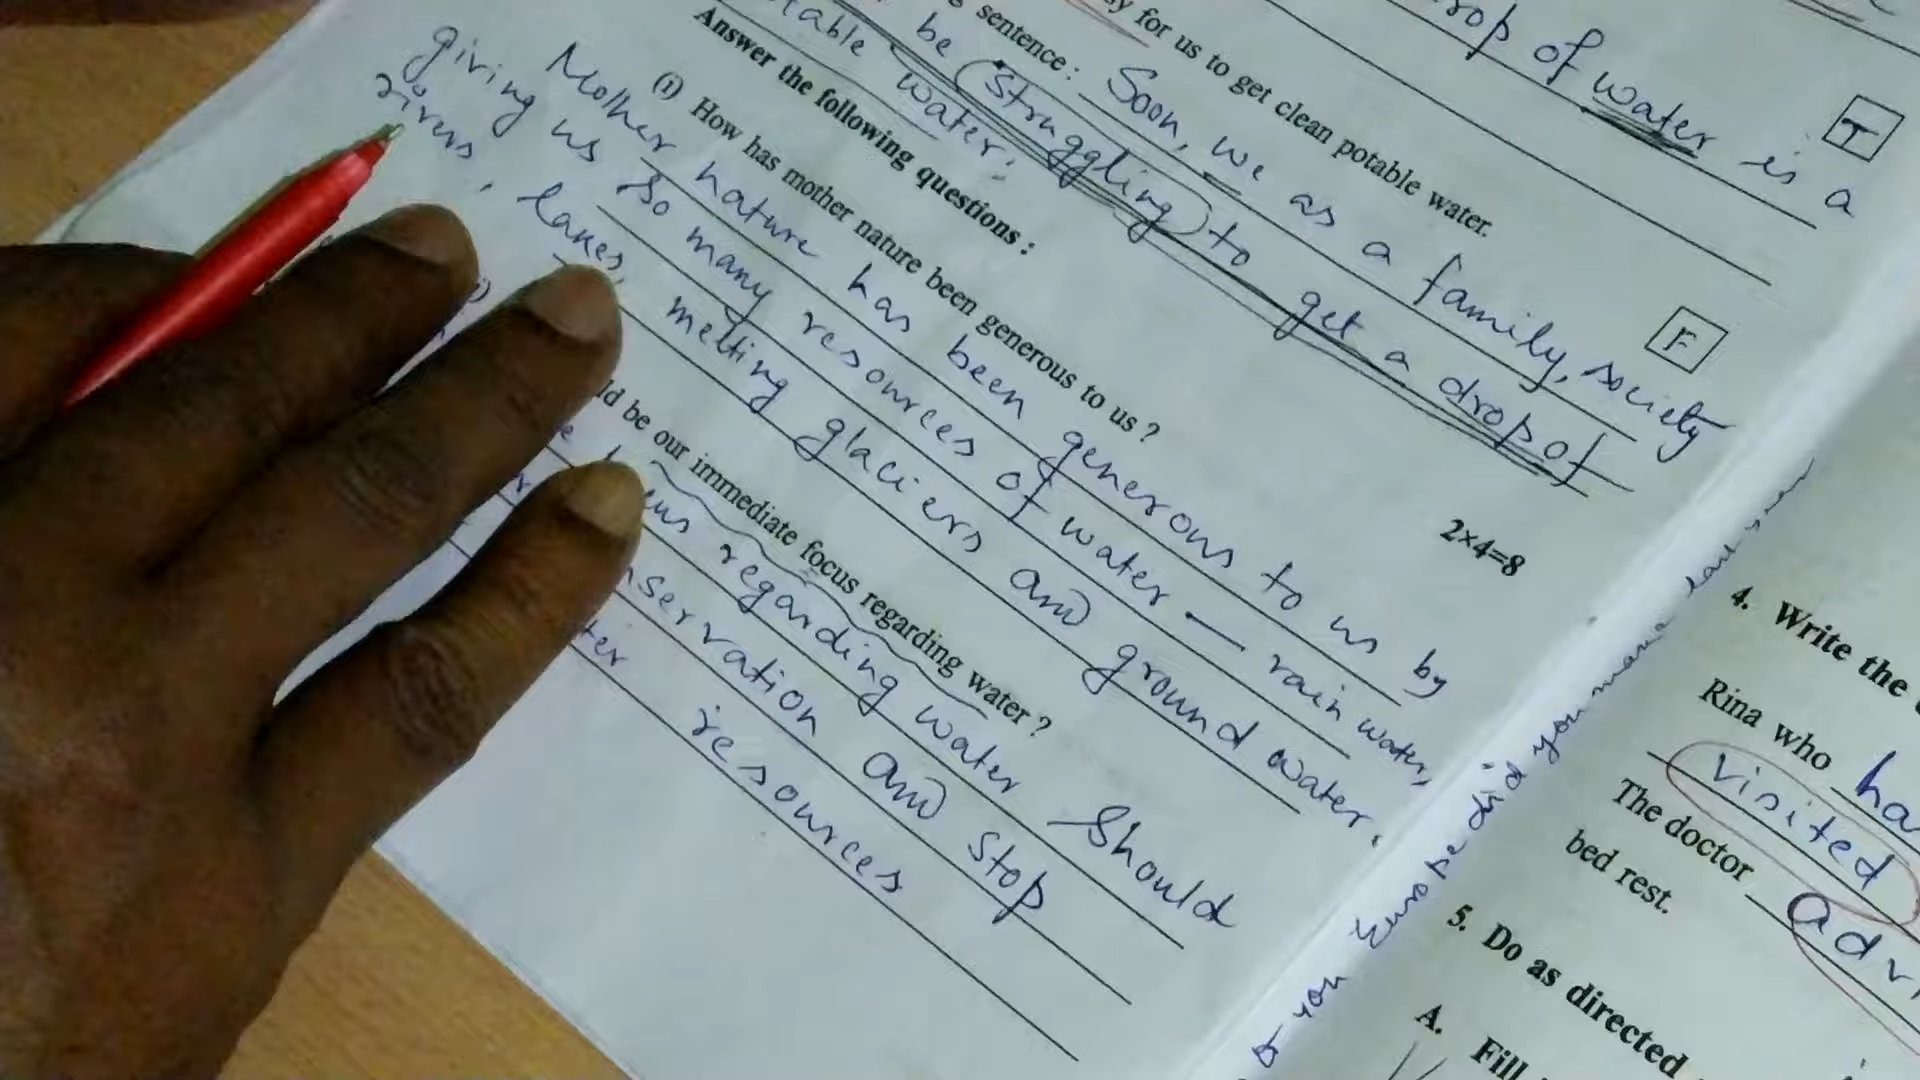 drop of water is a
T
y for us to get clean potable water.
sentence : Soon, we as a family, society
F
be struggling to get a drop of
table water.
Answer the following questions :
2×4=8
(i) How has mother nature been generous to us ?
Mother nature has been generous to us by
giving us so many resources of water — rain water,
rivers, lakes, melting glaciers and ground water.
ld be our immediate focus regarding water ?
us regarding water should
nservation and stop
ter resources
4. Write the
Rina who ha
visited
The doctor adv
bed rest.
5. Do as directed
A. Fill